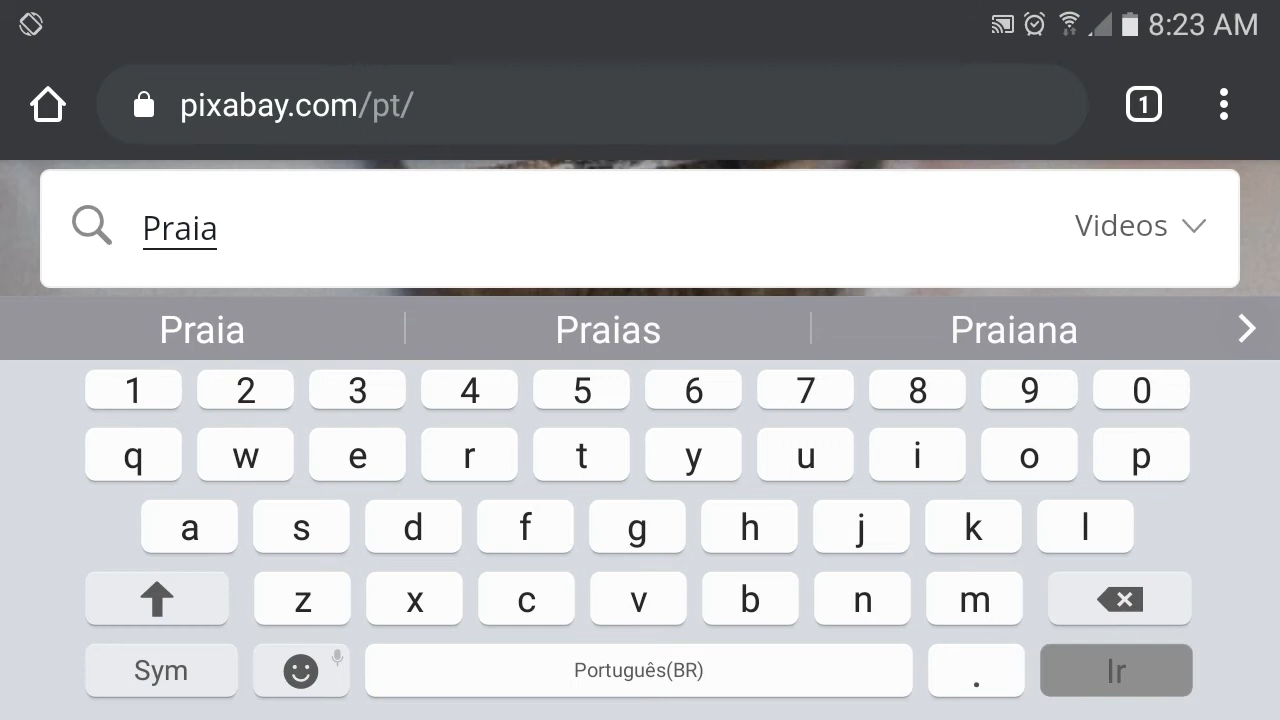 8:23 AM
pixabay.com/pt/
1
Praia
Videos
Praia Praias Praiana
1 2 3 4 5 6 7 8 9 0
q w e r t y u i o p
a s d f g h j k l
z x c v b n m
Sym Português(BR) . Ir